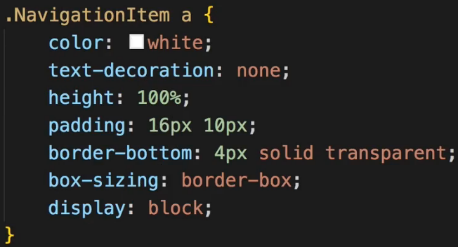 .NavigationItem a {
    color: white;
    text-decoration: none;
    height: 100%;
    padding: 16px 10px;
    border-bottom: 4px solid transparent;
    box-sizing: border-box;
    display: block;
}